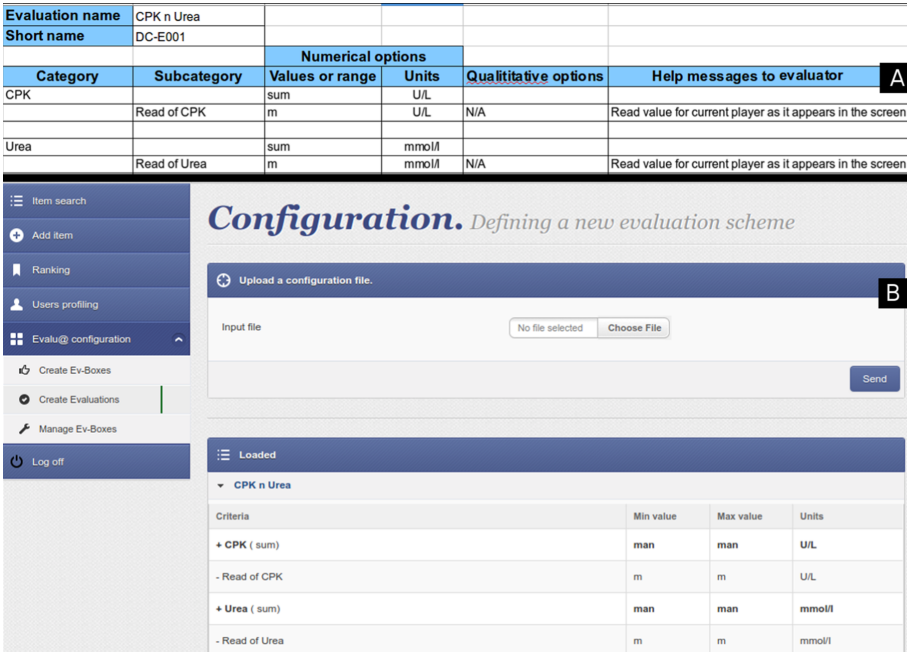 Evaluation name CPK n Urea
Short name DC-E001
Numerical options
Category Subcategory Values or range Units Qualititative options Help messages to evaluator A
CPK sum U/L
Read of CPK m U/L N/A Read value for current player as it appears in the screen
Urea sum mmol/l
Read of Urea m mmol/l N/A Read value for current player as it appears in the screen
Item search
Add item
Ranking
Users profiling
Evalu@ configuration
Create Ev-Boxes
Create Evaluations
Manage Ev-Boxes
Log off
Configuration. Defining a new evaluation scheme
Upload a configuration file.
B
Input file No file selected Choose File
Send
Loaded
CPK n Urea
Criteria Min value Max value Units
+ CPK ( sum) man man U/L
- Read of CPK m m U/L
+ Urea ( sum) man man mmol/l
- Read of Urea m m mmol/l